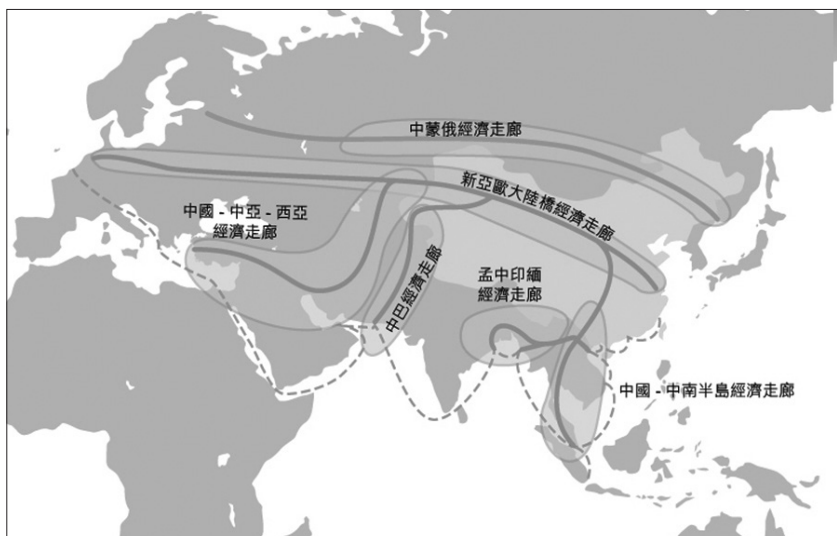 中蒙俄經濟走廊
新亞歐大陸橋經濟走廊
中國 - 中亞 - 西亞
經濟走廊
中巴經濟走廊
孟中印緬
經濟走廊
中國 - 中南半島經濟走廊